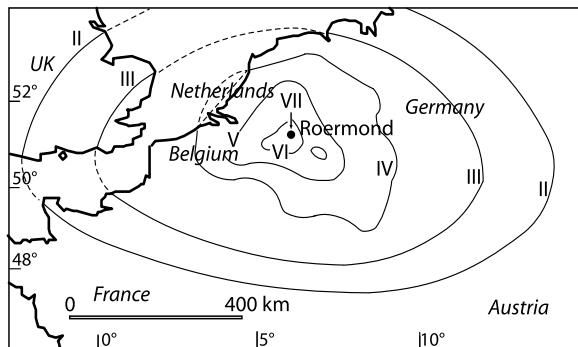 II
UK
III
Netherlands
52°
VII
Germany
Roermond
V
Belgium
VI
IV
III
II
50°
48°
France
0
400 km
Austria
0°
5°
10°